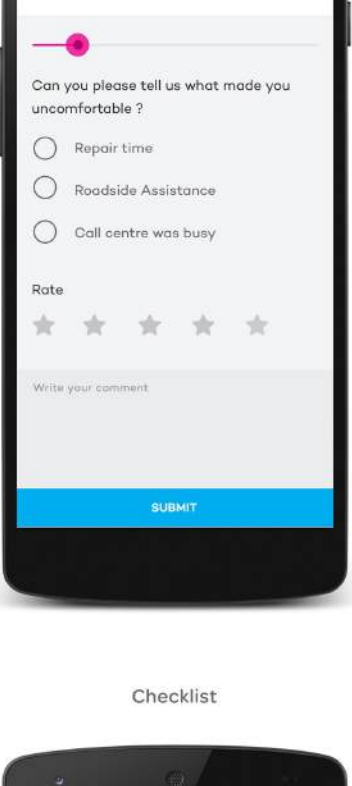 Can you please tell us what made you
uncomfortable ?
Repair time
Roadside Assistance
Call centre was busy
Rate
Write your comment
SUBMIT
Checklist